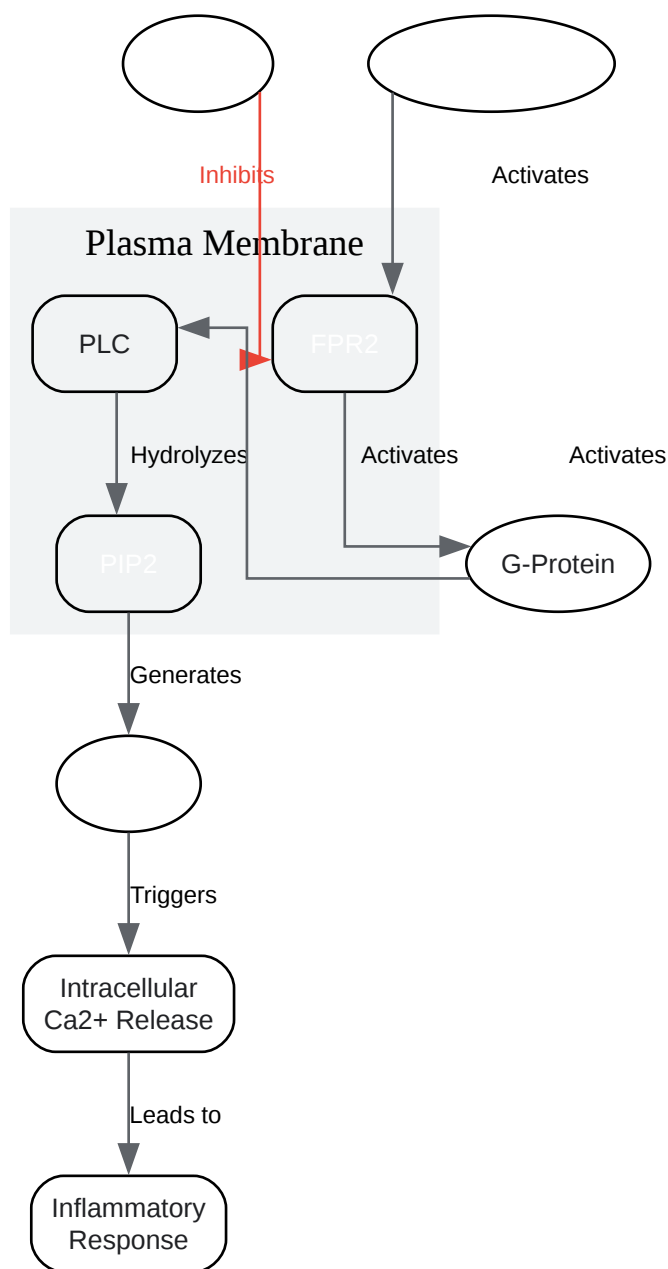 Inhibits
Activates
Plasma Membrane
PLC
FPR2
Hydrolyzes
Activates
Activates
PIP2
G-Protein
Generates
Triggers
Intracellular
Ca2+ Release
Leads to
Inflammatory
Response